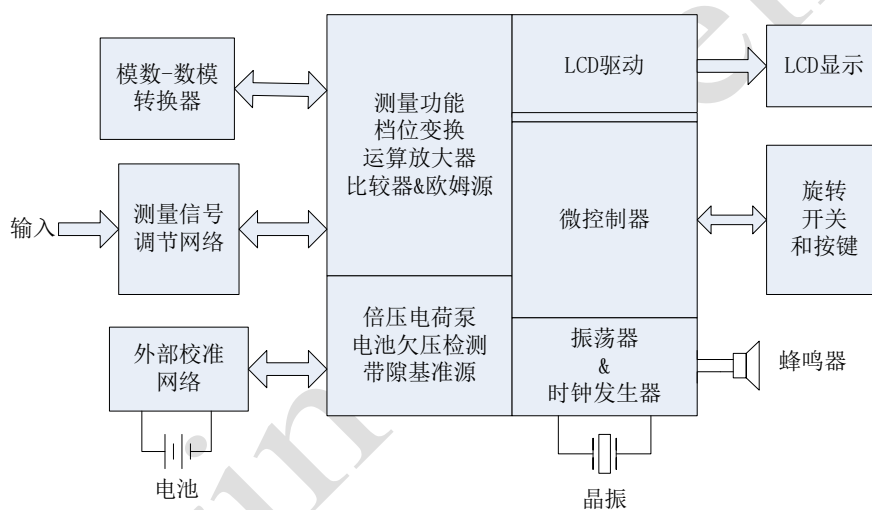 模数-数模
转换器
输入
测量信号
调节网络
外部校准
网络
电池
测量功能
档位变换
运算放大器
比较器&欧姆源
倍压电荷泵
电池欠压检测
带隙基准源
LCD驱动
微控制器
振荡器
&
时钟发生器
晶振
LCD显示
旋转
开关
和按键
蜂鸣器